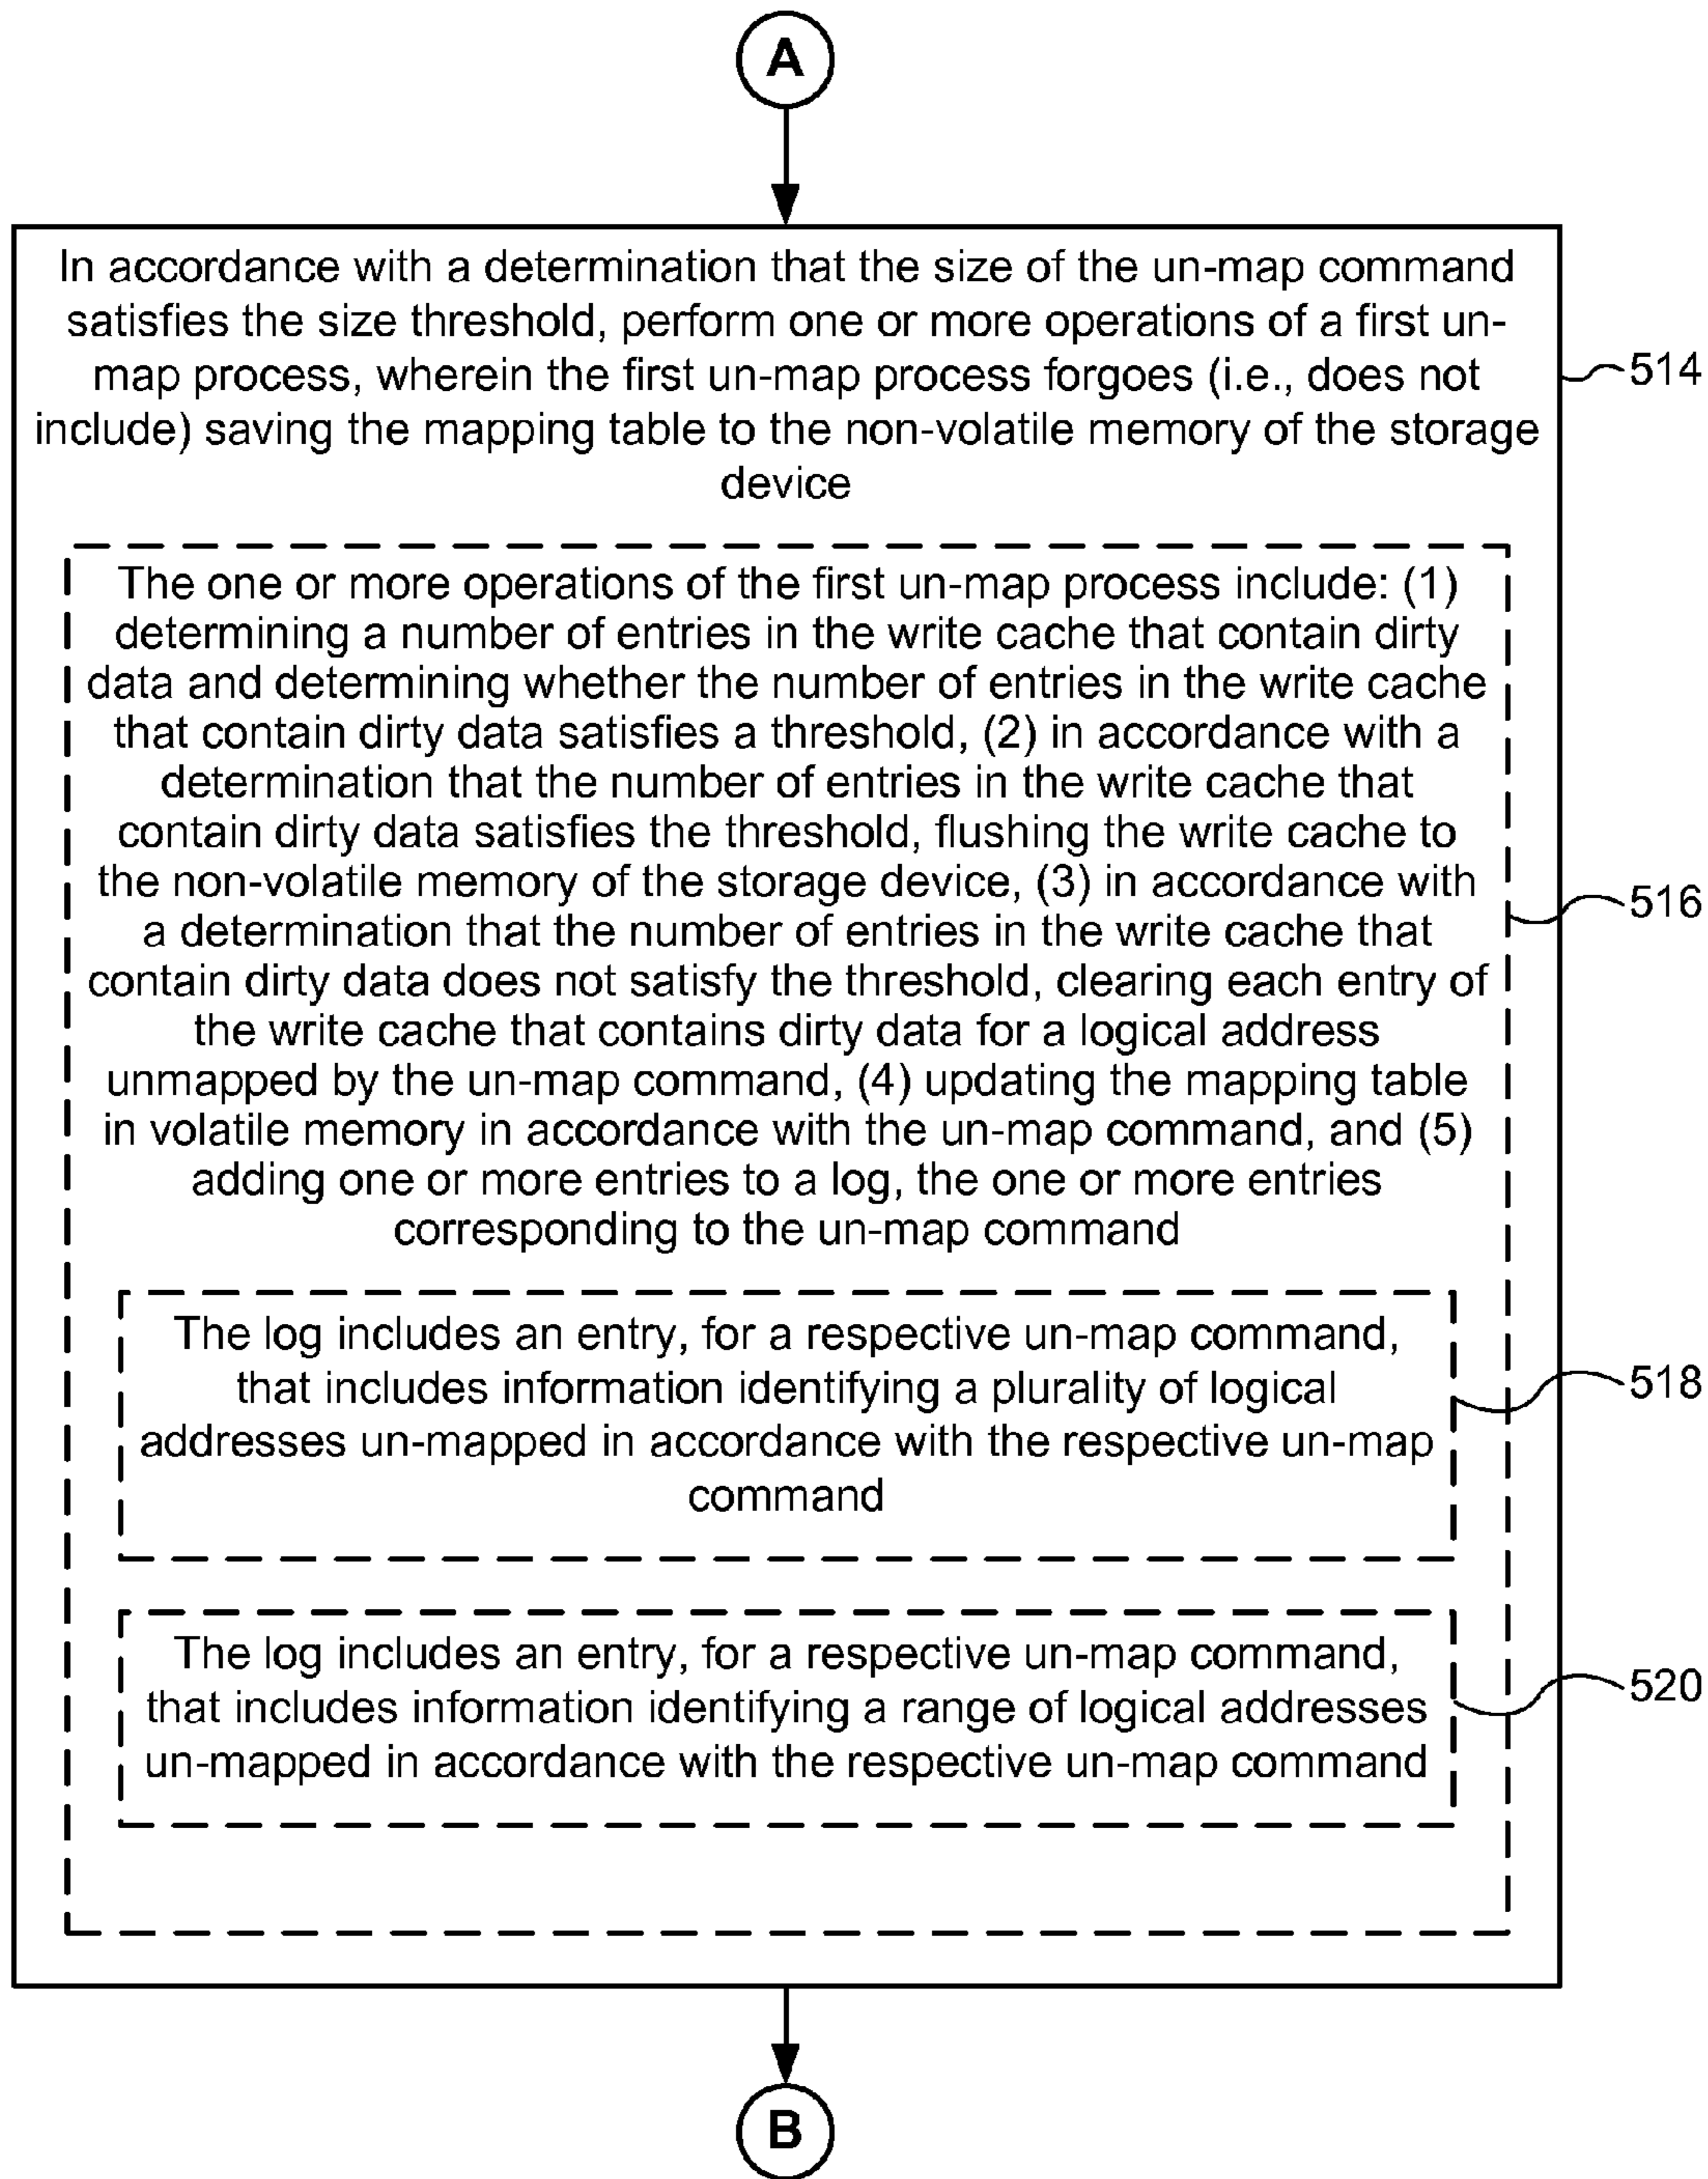 A
In accordance with a determination that the size of the un-map command
satisfies the size threshold, perform one or more operations of a first un-
map process, wherein the first un-map process forgoes (i.e., does not
include) saving the mapping table to the non-volatile memory of the storage
device
514
The one or more operations of the first un-map process include: (1)
determining a number of entries in the write cache that contain dirty
data and determining whether the number of entries in the write cache
that contain dirty data satisfies a threshold, (2) in accordance with a
determination that the number of entries in the write cache that
contain dirty data satisfies the threshold, flushing the write cache to
the non-volatile memory of the storage device, (3) in accordance with
a determination that the number of entries in the write cache that
contain dirty data does not satisfy the threshold, clearing each entry of
the write cache that contains dirty data for a logical address
unmapped by the un-map command, (4) updating the mapping table
in volatile memory in accordance with the un-map command, and (5)
adding one or more entries to a log, the one or more entries
corresponding to the un-map command
516
The log includes an entry, for a respective un-map command,
that includes information identifying a plurality of logical
addresses un-mapped in accordance with the respective un-map
command
518
The log includes an entry, for a respective un-map command,
that includes information identifying a range of logical addresses
un-mapped in accordance with the respective un-map command
520
B